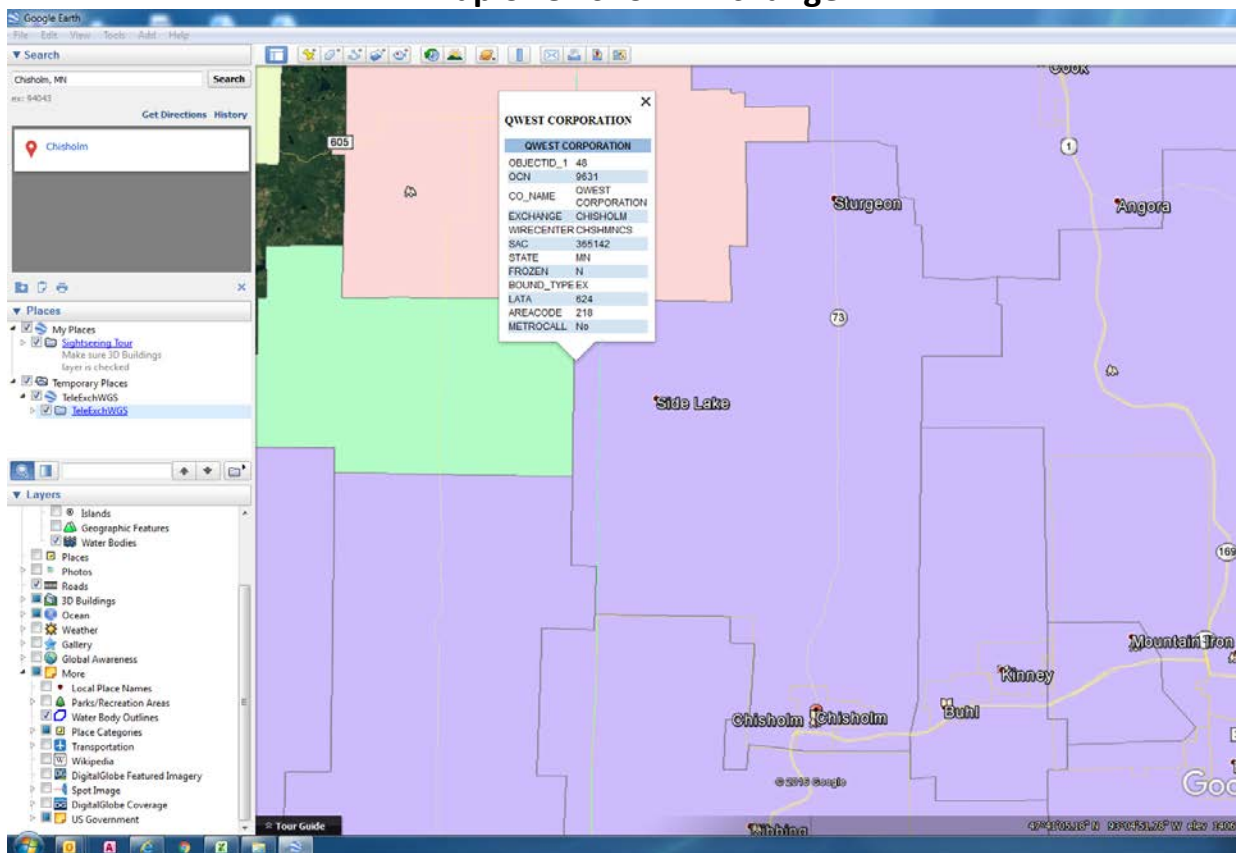 Google Earth
File Edit View Tools Add Help
Search
Chisholm, MN
Search
ex: 94043
Get Directions History
Chisholm
Places
My Places
Sightseeing Tour
Make sure 3D Buildings
layer is checked
Temporary Places
TeleExchWGS
TeleExchWGS
Layers
Islands
Geographic Features
Water Bodies
Places
Photos
Roads
3D Buildings
Ocean
Weather
Gallery
Global Awareness
More
Local Place Names
Parks/Recreation Areas
Water Body Outlines
Place Categories
Transportation
Wikipedia
DigitalGlobe Featured Imagery
Spot Image
DigitalGlobe Coverage
US Government
QWEST CORPORATION
QWEST CORPORATION
OBJECTID_1 48
OCN 9631
CO_NAME QWEST CORPORATION
EXCHANGE CHISHOLM
WIRECENTER CHSHMNCS
SAC 365142
STATE MN
FROZEN N
BOUND_TYPE EX
LATA 624
AREACODE 218
METROCALL No
605
Cook
1
Sturgeon
Angora
73
Side Lake
169
Mountain Iron
Kinney
Buhl
Chisholm Chisholm
Hibbing
Tour Guide
Goo